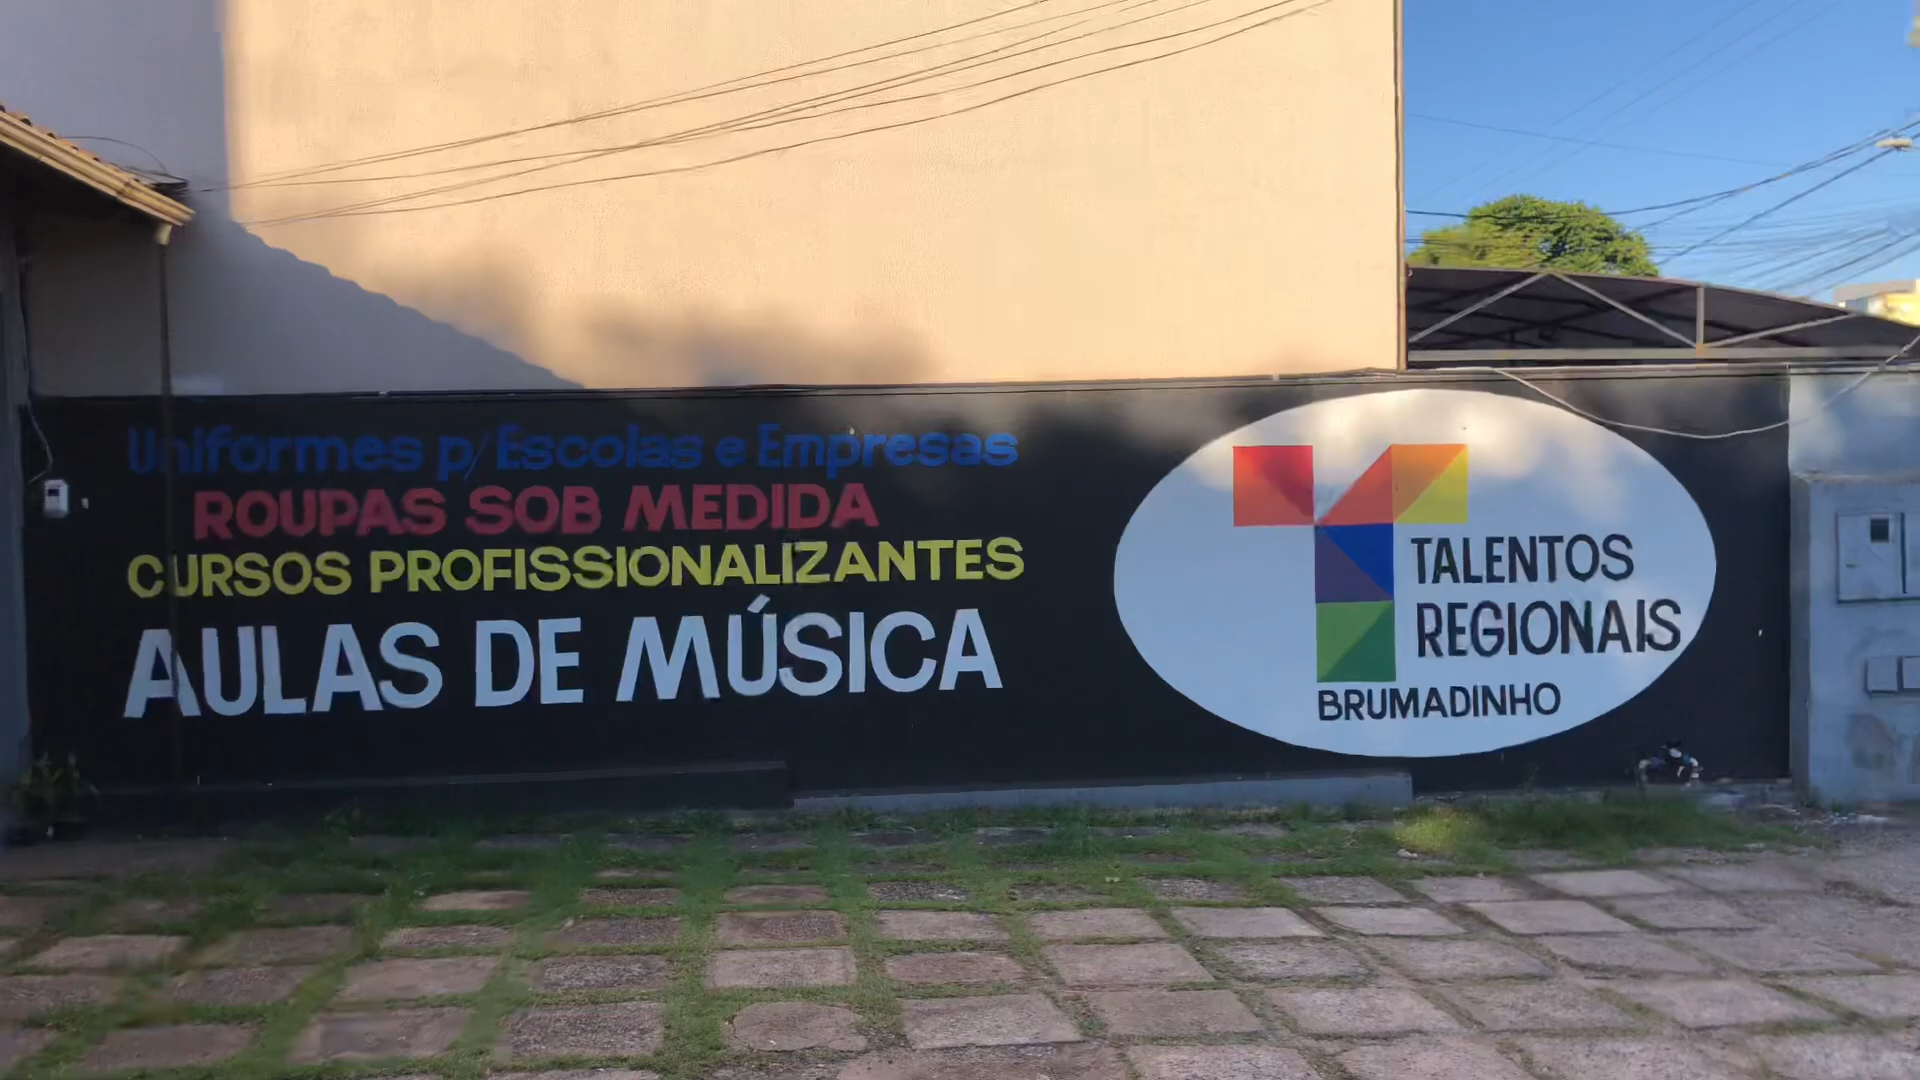 Uniformes p/ Escolas e Empresas
ROUPAS SOB MEDIDA
CURSOS PROFISSIONALIZANTES
AULAS DE MÚSICA
TALENTOS
REGIONAIS
BRUMADINHO